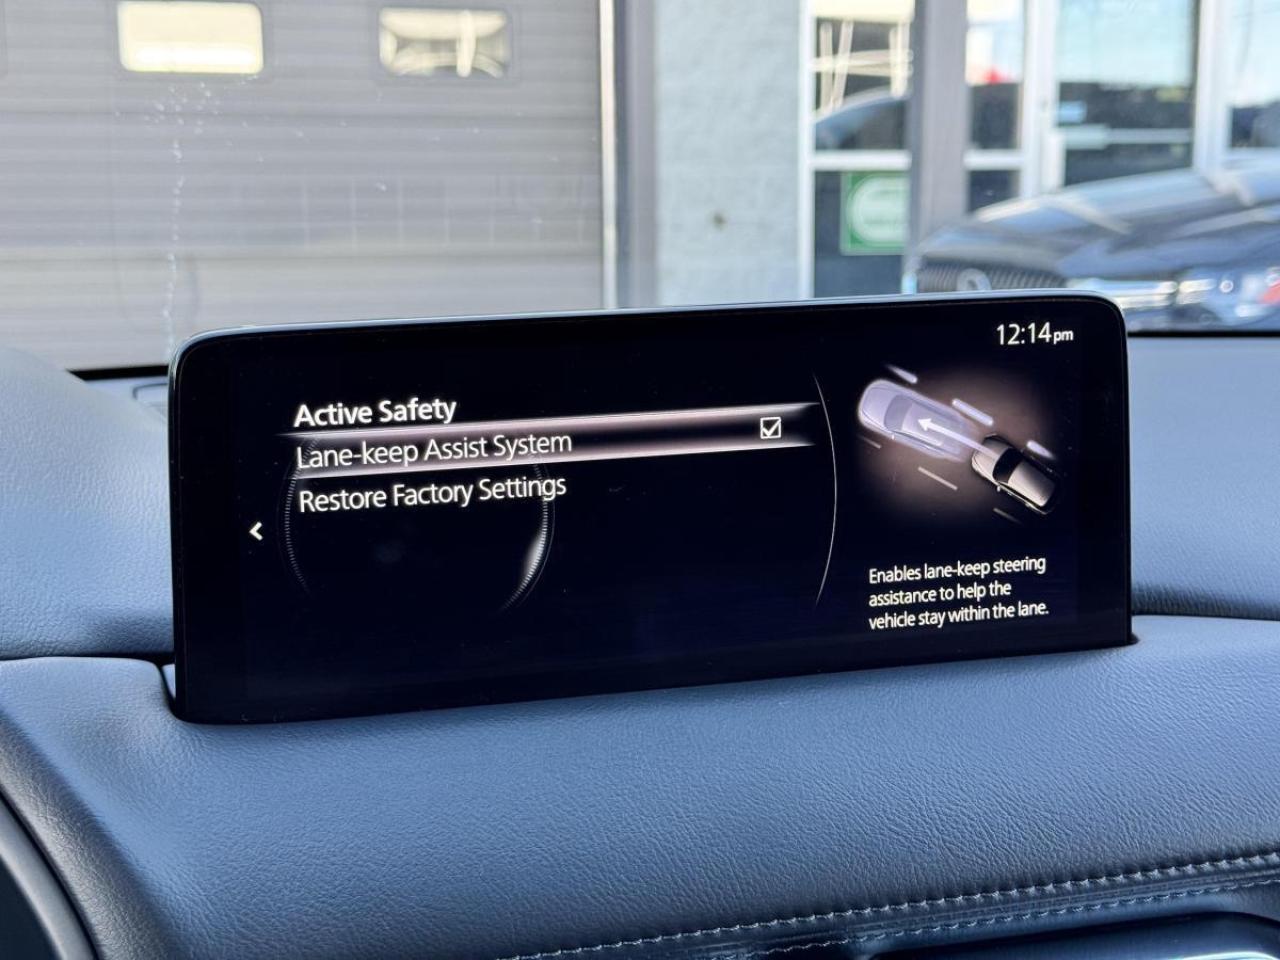 12:14pm
Active Safety
Lane-keep Assist System
Restore Factory Settings
Enables lane-keep steering
assistance to help the
vehicle stay within the lane.